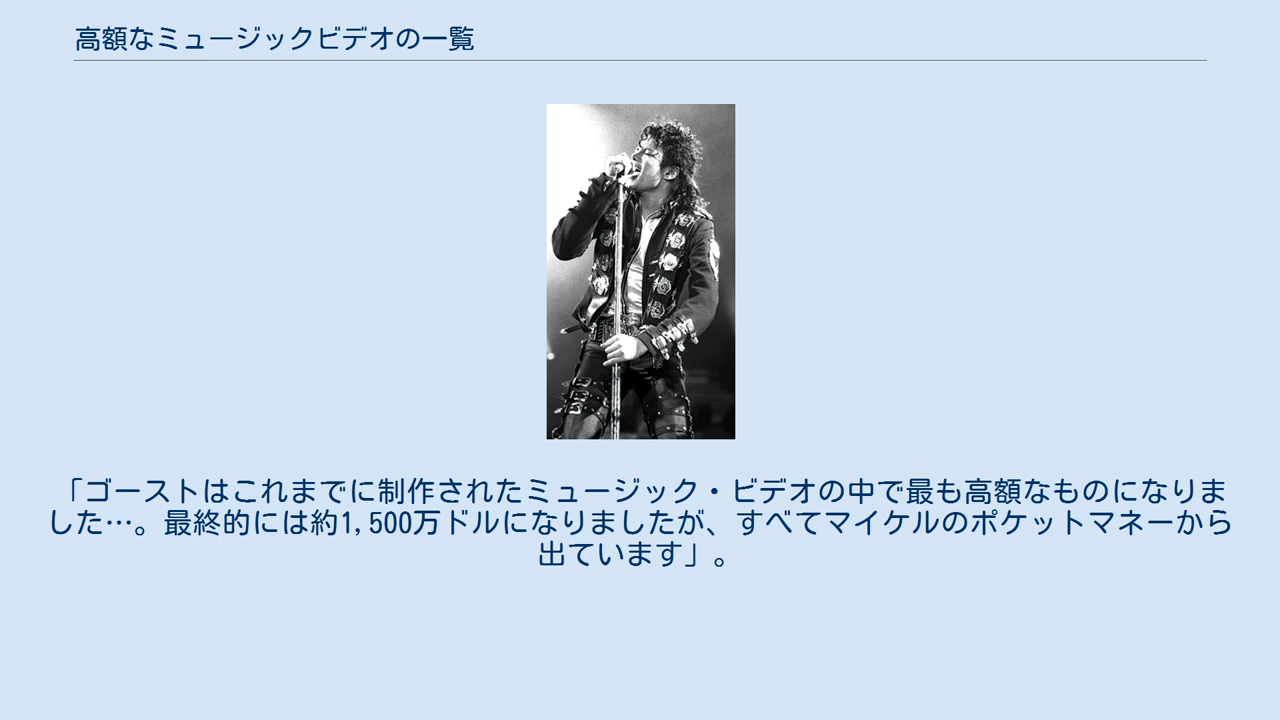 高額なミュージックビデオの一覧
「ゴーストはこれまでに制作されたミュージック・ビデオの中で最も高額なものになりま
した…。最終的には約1,500万ドルになりましたが、すべてマイケルのポケットマネーから
出ています」。